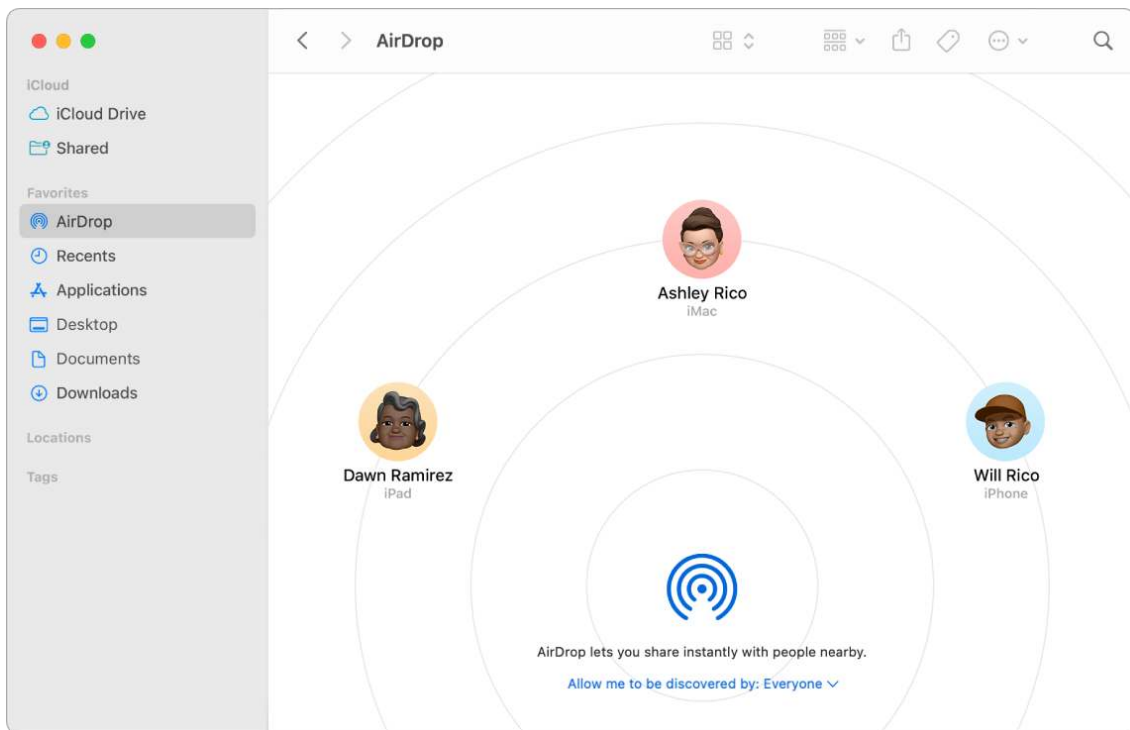 AirDrop
iCloud
iCloud Drive
Shared
Favorites
AirDrop
Recents
Applications
Desktop
Documents
Downloads
Locations
Tags
Ashley Rico
iMac
Dawn Ramirez
iPad
Will Rico
iPhone
AirDrop lets you share instantly with people nearby.
Allow me to be discovered by: Everyone